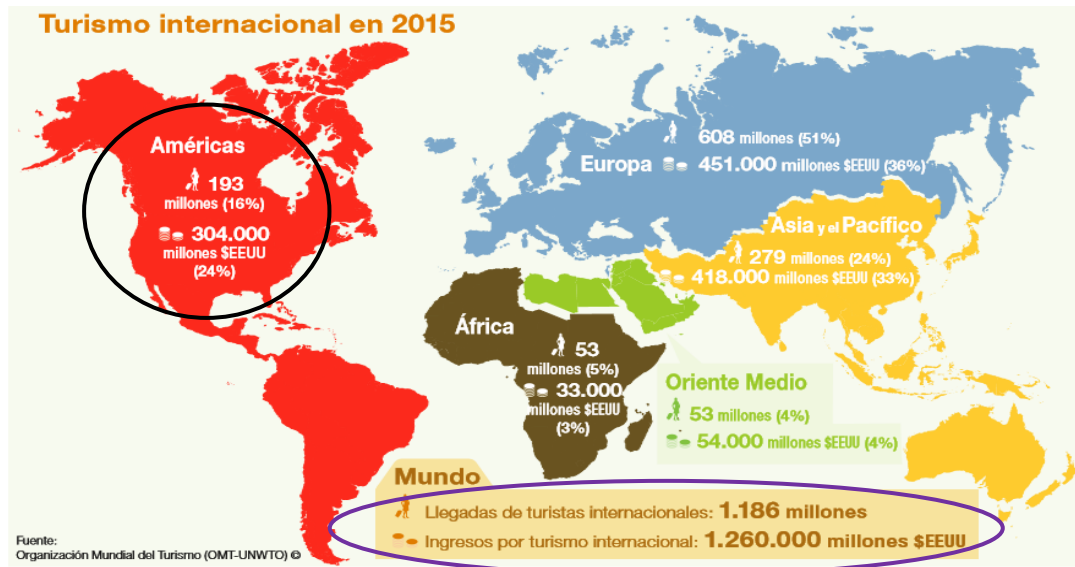 Turismo internacional en 2015
Américas
193
millones (16%)
304.000
millones $EEUU
(24%)
608 millones (51%)
Europa
451.000 millones $EEUU (36%)
Asia y el Pacífico
279 millones (24%)
418.000 millones $EEUU (33%)
África
53
millones (5%)
33.000
millones $EEUU
(3%)
Oriente Medio
53 millones (4%)
54.000 millones $EEUU (4%)
Mundo
Llegadas de turistas internacionales: 1.186 millones
Ingresos por turismo internacional: 1.260.000 millones $EEUU
Fuente:
Organización Mundial del Turismo (OMT-UNWTO) ©